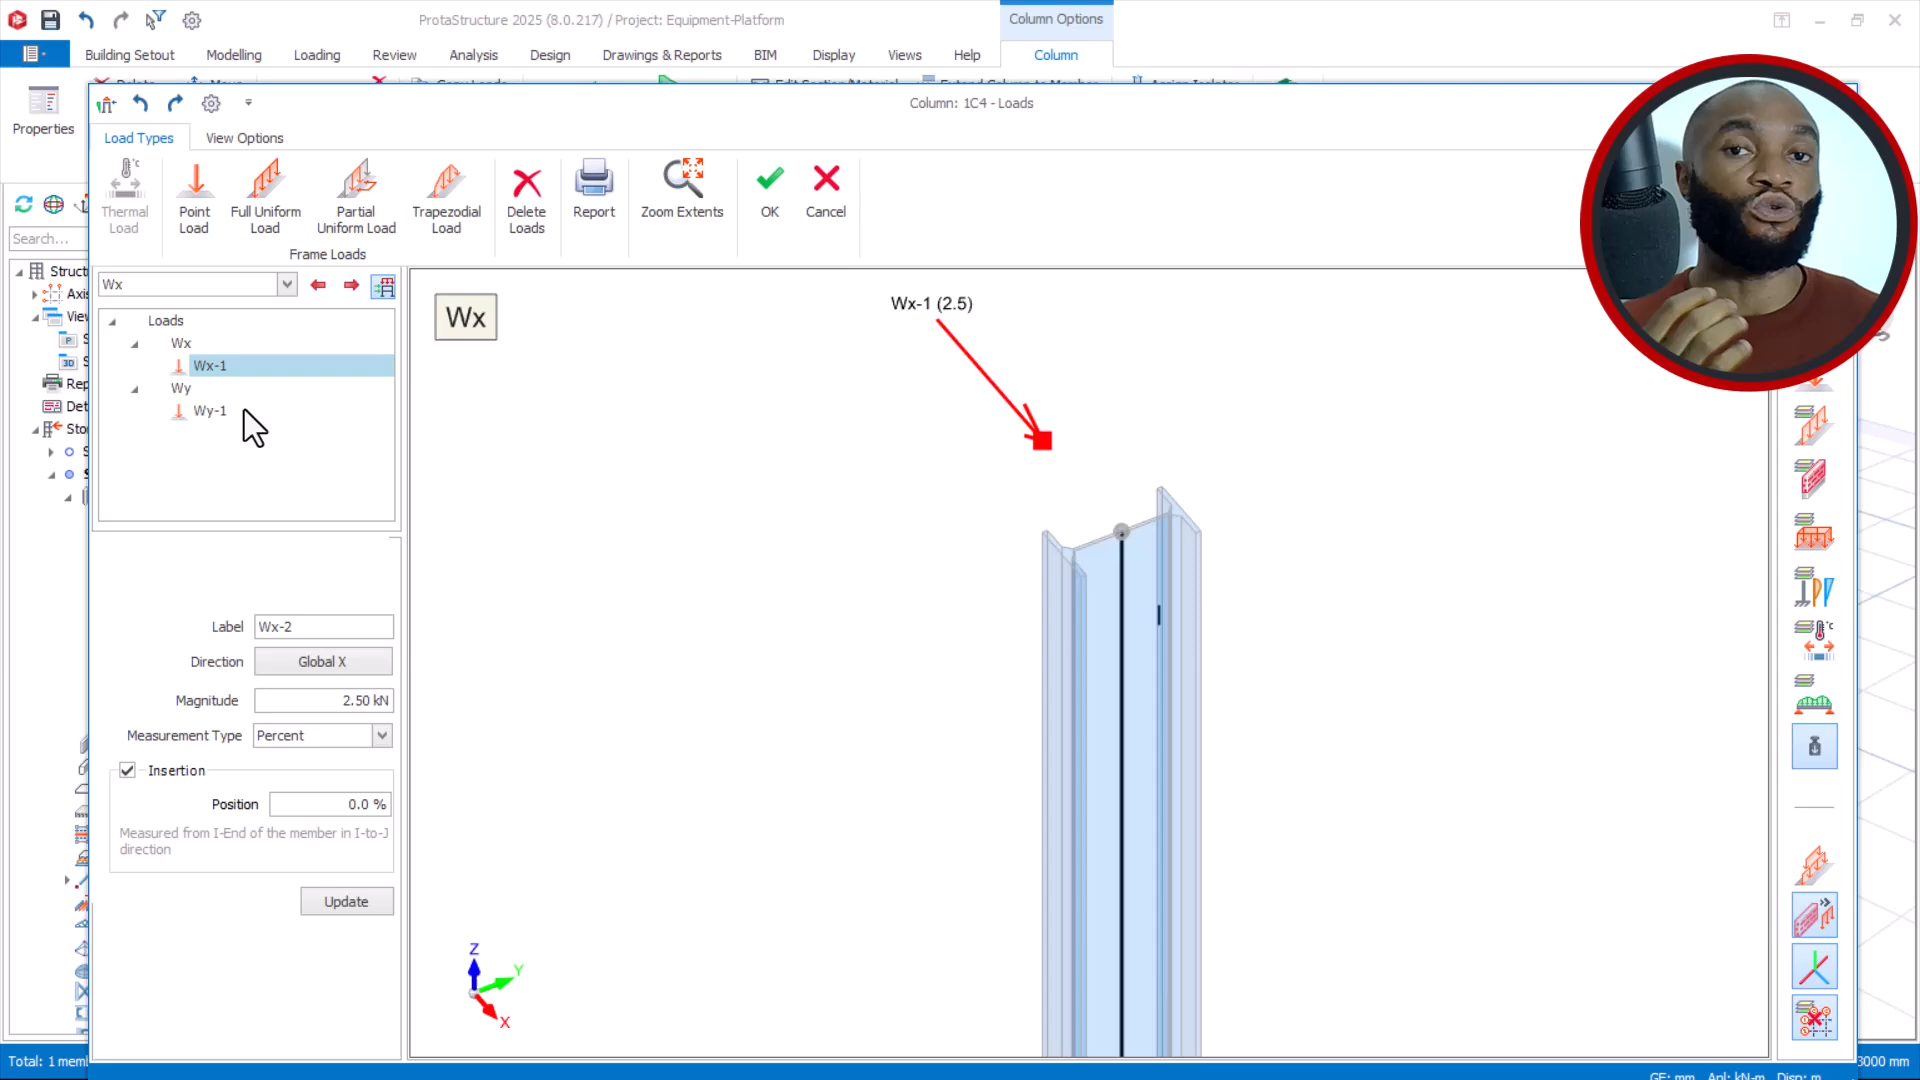 ProtaStructure 2025 (8.0.217) / Project: Equipment-Platform
Column Options
Building Setout Modelling Loading Review Analysis Design Drawings & Reports BIM Display Views Help Column
Properties
Column: 1C4 - Loads
Load Types View Options
Thermal Load
Point Load
Full Uniform Load
Partial Uniform Load
Trapezodial Load
Delete Loads
Report
Zoom Extents
OK
Cancel
Frame Loads
Search...
Wx
Loads
Wx
Wx-1
Wy
Wy-1
Wx
Wx-1 (2.5)
Label Wx-2
Direction Global X
Magnitude 2.50 kN
Measurement Type Percent
Insertion
Position 0.0 %
Measured from I-End of the member in I-to-J
direction
Update
Z
Y
X
Total: 1 mem
3000 mm